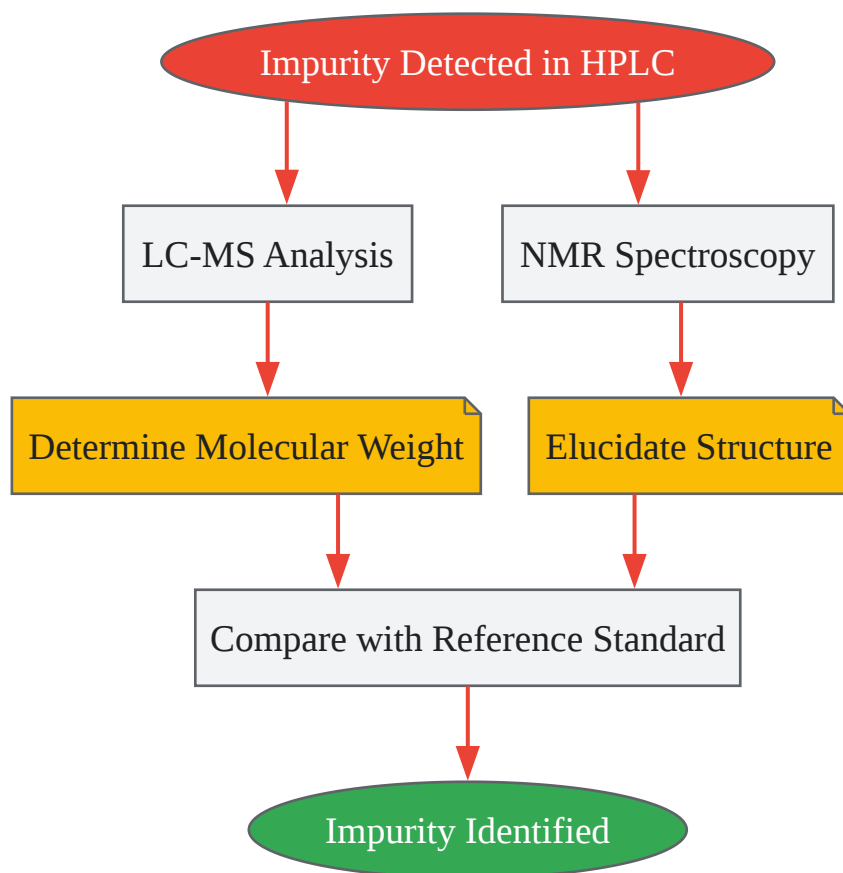 Impurity Detected in HPLC
LC-MS Analysis
NMR Spectroscopy
Determine Molecular Weight
Elucidate Structure
Compare with Reference Standard
Impurity Identified